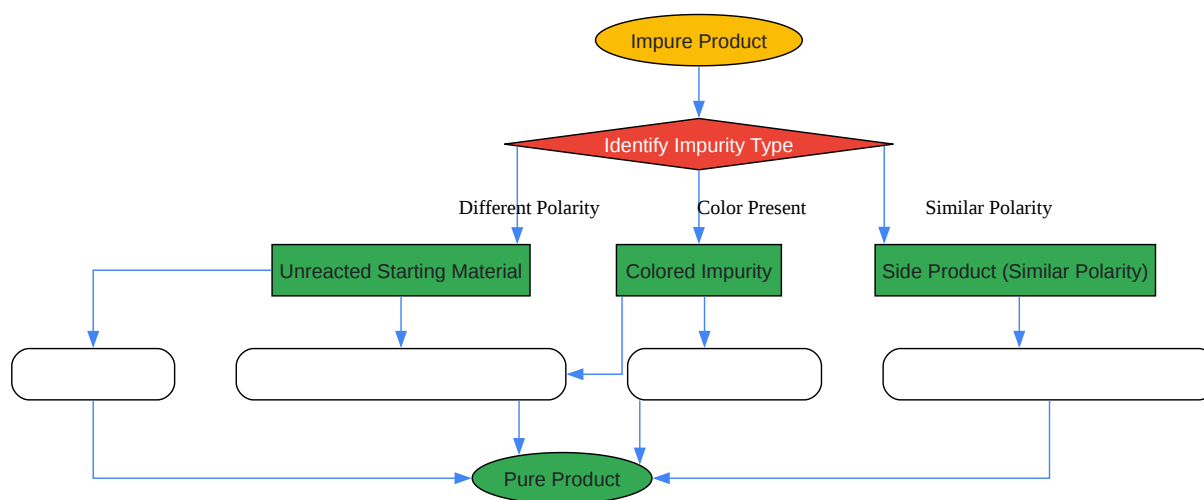 Impure Product
Identify Impurity Type
Different Polarity
Color Present
Similar Polarity
Unreacted Starting Material
Colored Impurity
Side Product (Similar Polarity)
Pure Product